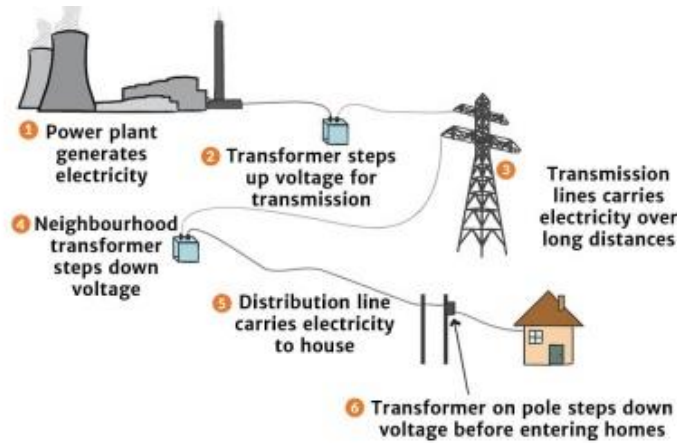 1 Power plant
generates
electricity
2 Transformer steps
up voltage for
transmission
3 Transmission
lines carries
electricity over
long distances
4 Neighbourhood
transformer
steps down
voltage
5 Distribution line
carries electricity
to house
6 Transformer on pole steps down
voltage before entering homes